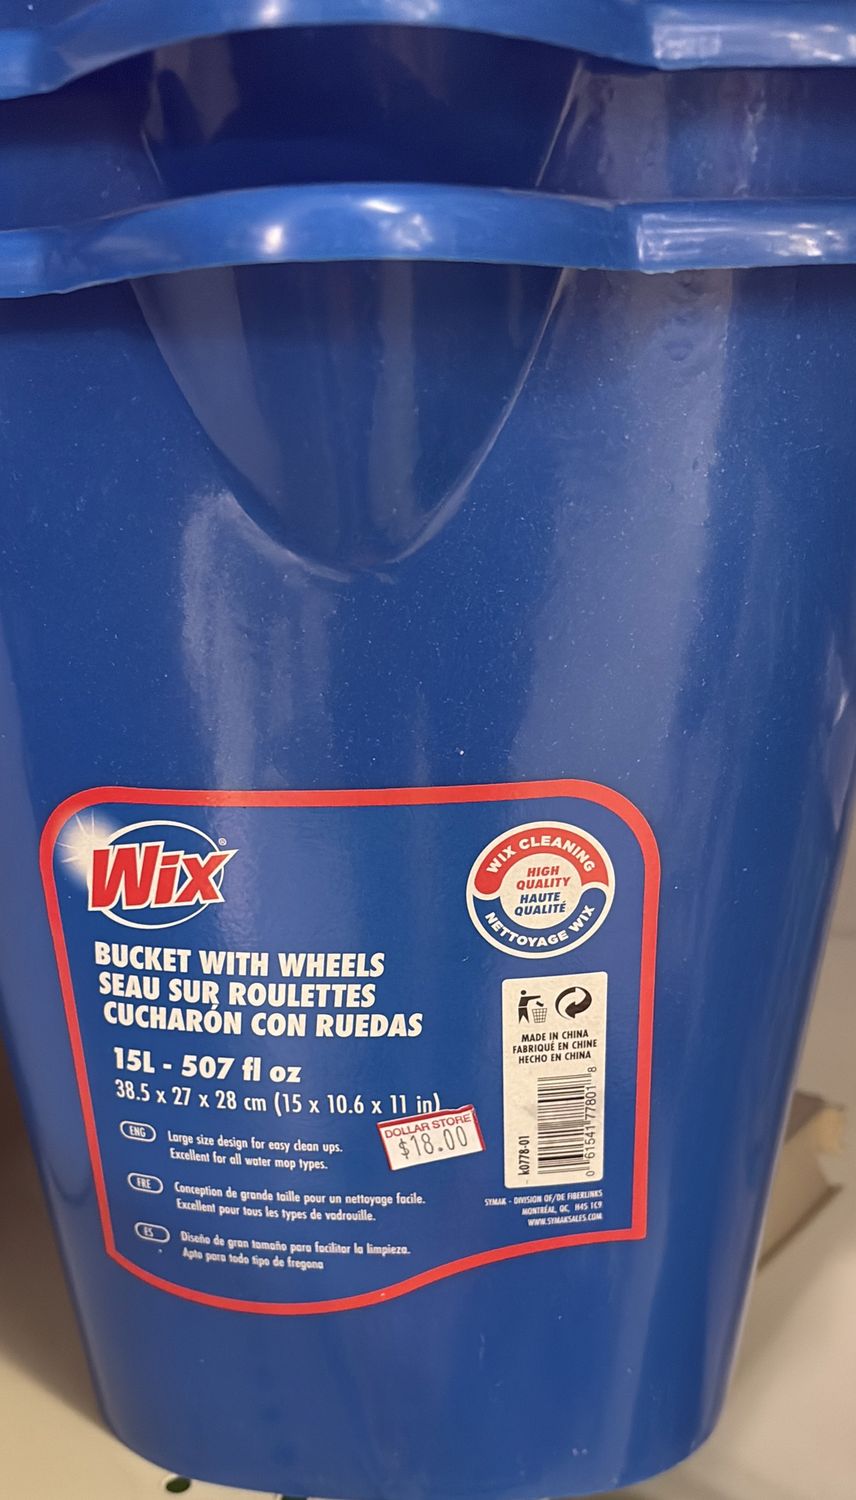 Wix®
WIX CLEANING
HIGH
QUALITY
HAUTE
QUALITÉ
NETTOYAGE WIX
BUCKET WITH WHEELS
SEAU SUR ROULETTES
CUCHARÓN CON RUEDAS
15L - 507 fl oz
38.5 x 27 x 28 cm (15 x 10.6 x 11 in)
DOLLAR STORE
$18.00
ENG
Large size design for easy clean ups.
Excellent for all water mop types.
FRE
Conception de grande taille pour un nettoyage facile.
Excellent pour tous les types de vadrouille.
ES
Diseño de gran tamaño para facilitar la limpieza.
Apto para todo tipo de fregona
MADE IN CHINA
FABRIQUÉ EN CHINE
HECHO EN CHINA
k0778-01
0 61541 77801 8
SYMAK - DIVISION OF/DE FIBERLINKS
MONTRÉAL, QC, H4S 1C9
WWW.SYMAKSALES.COM